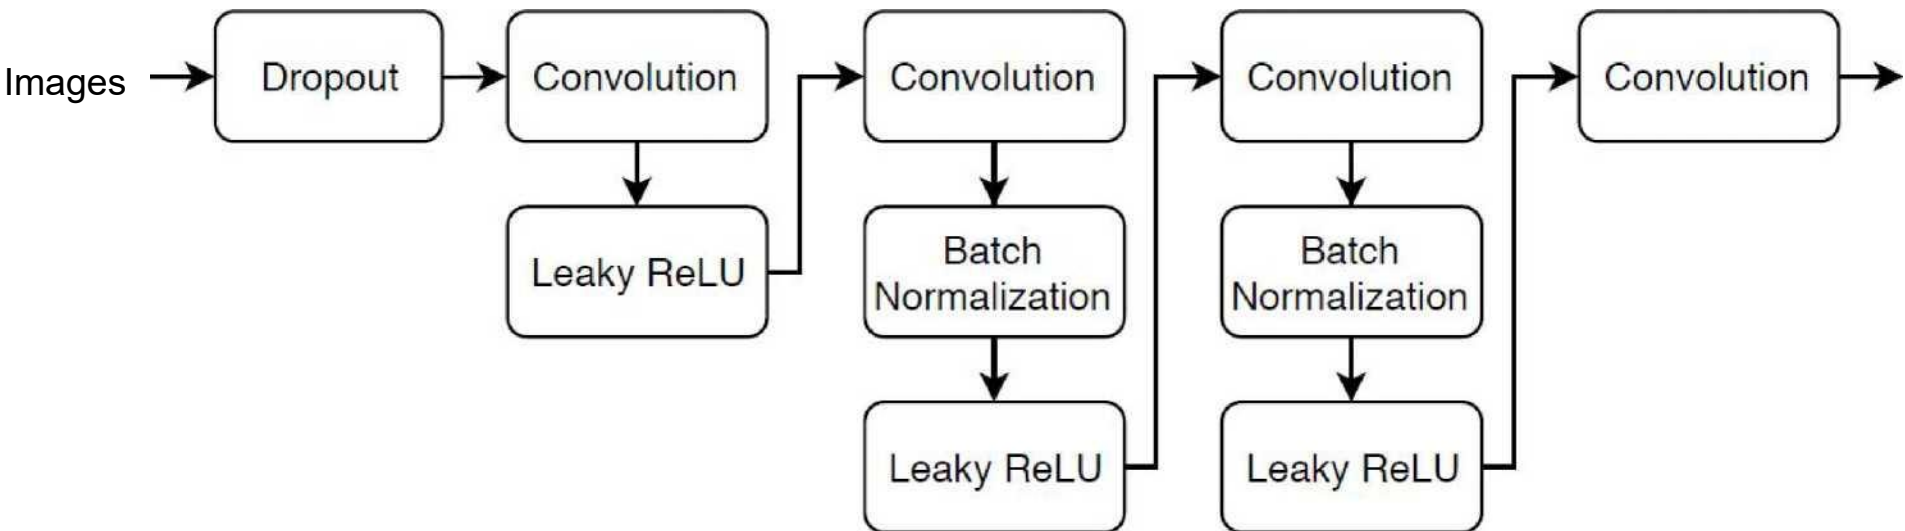 Images
Dropout
Convolution
Leaky ReLU
Convolution
Batch
Normalization
Leaky ReLU
Convolution
Batch
Normalization
Leaky ReLU
Convolution